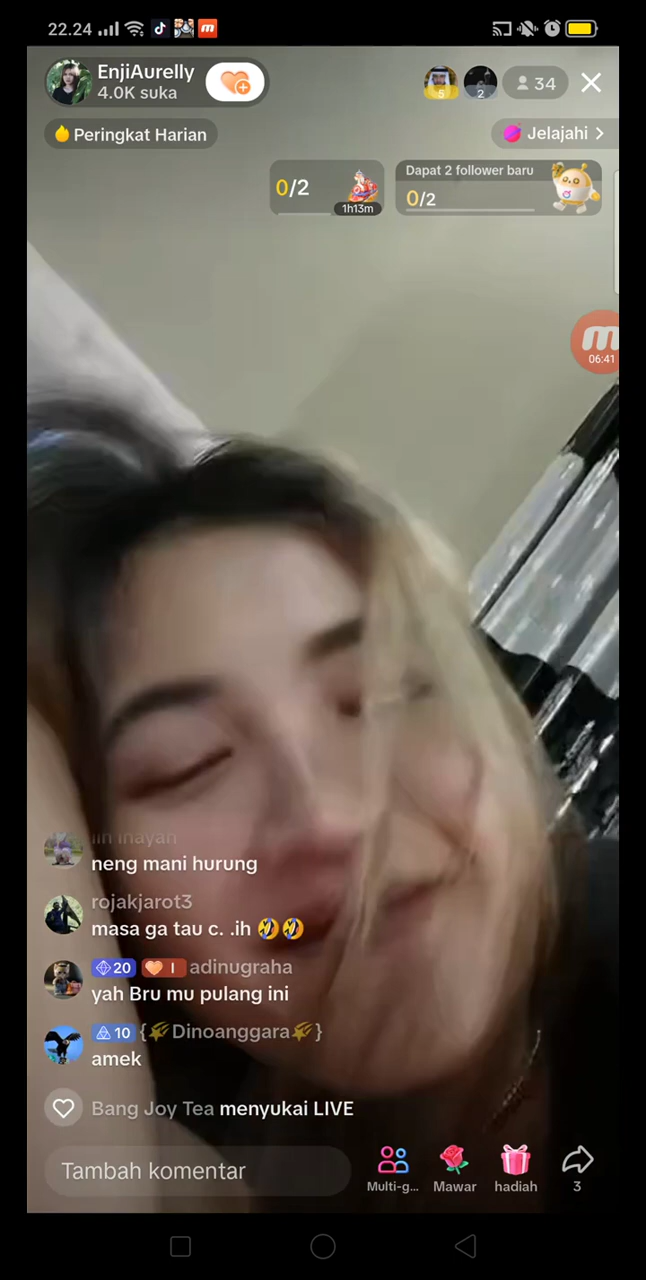 22.24
EnjiAurelly
4.0K suka
5
2
34
Peringkat Harian
Jelajahi >
0/2
1h13m
Dapat 2 follower baru
0/2
06:41
iin inayah
neng mani hurung
rojakjarot3
masa ga tau c. .ih 🤣🤣
20 I adinugraha
yah Bru mu pulang ini
10 {🌠Dinoanggara🌠}
amek
Bang Joy Tea menyukai LIVE
Tambah komentar
Multi-g...
Mawar
hadiah
3